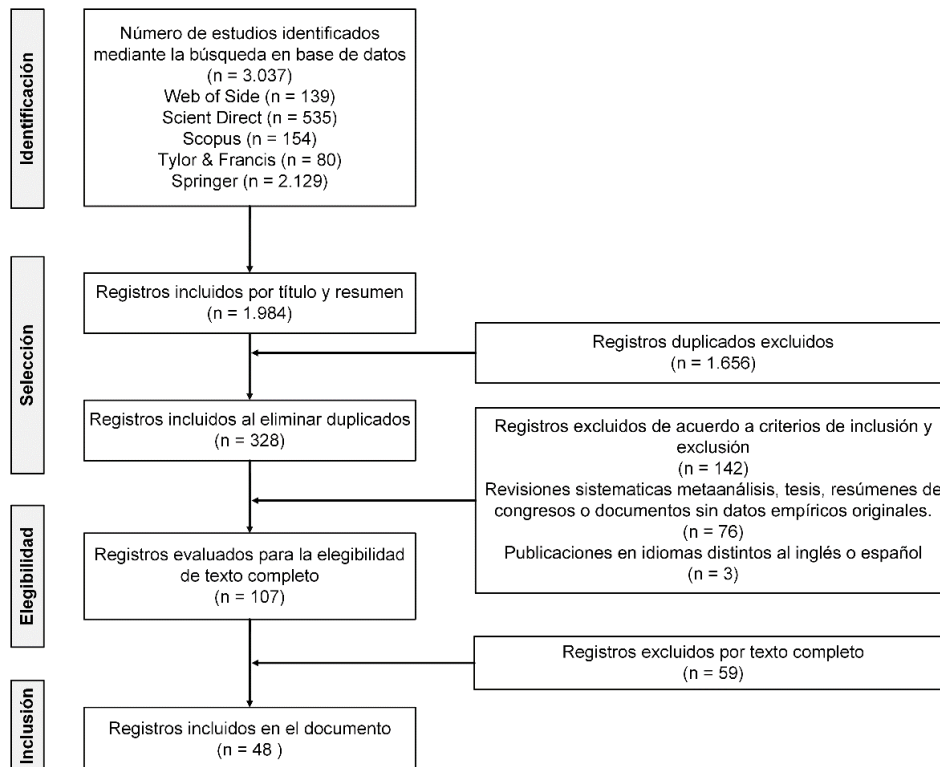 Identificación
Número de estudios identificados
mediante la búsqueda en base de datos
(n = 3.037)
Web of Side (n = 139)
Scient Direct (n = 535)
Scopus (n = 154)
Tylor & Francis (n = 80)
Springer (n = 2.129)
Selección
Registros incluidos por título y resumen
(n = 1.984)
Registros duplicados excluidos
(n = 1.656)
Registros incluidos al eliminar duplicados
(n = 328)
Registros excluidos de acuerdo a criterios de inclusión y
exclusión
(n = 142)
Revisiones sistematicas metaanálisis, tesis, resúmenes de
congresos o documentos sin datos empíricos originales.
(n = 76)
Publicaciones en idiomas distintos al inglés o español
(n = 3)
Elegibilidad
Registros evaluados para la elegibilidad
de texto completo
(n = 107)
Registros excluidos por texto completo
(n = 59)
Inclusión
Registros incluidos en el documento
(n = 48 )